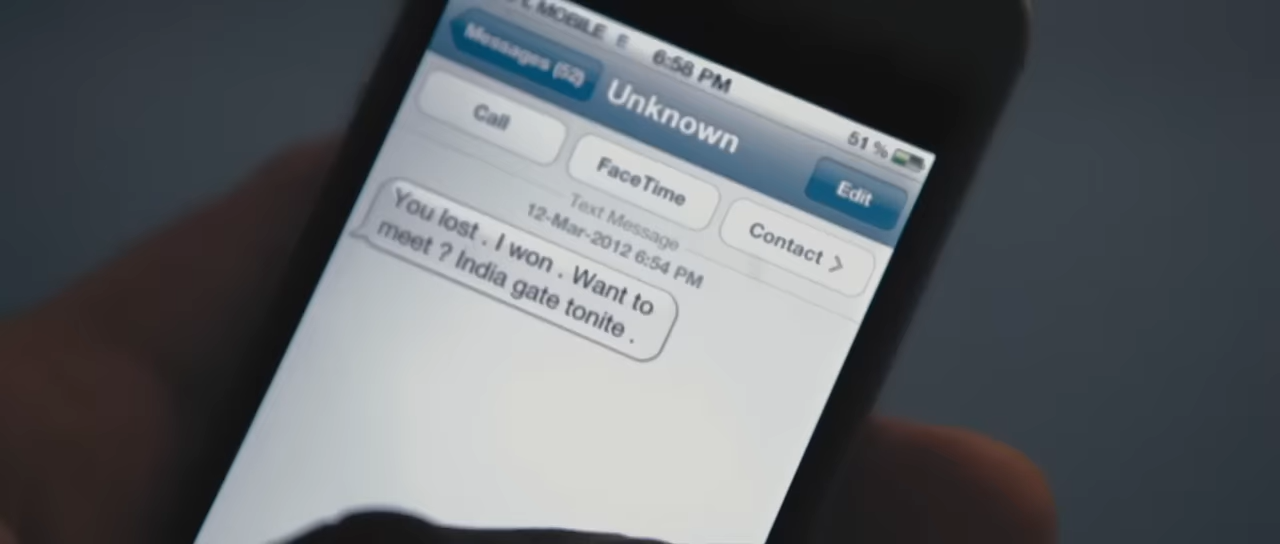 MOBILE E 6:58 PM 51 %
Messages (52) Unknown Edit
Call FaceTime Contact >
Text Message
12-Mar-2012 6:54 PM
You lost . I won . Want to
meet ? India gate tonite .